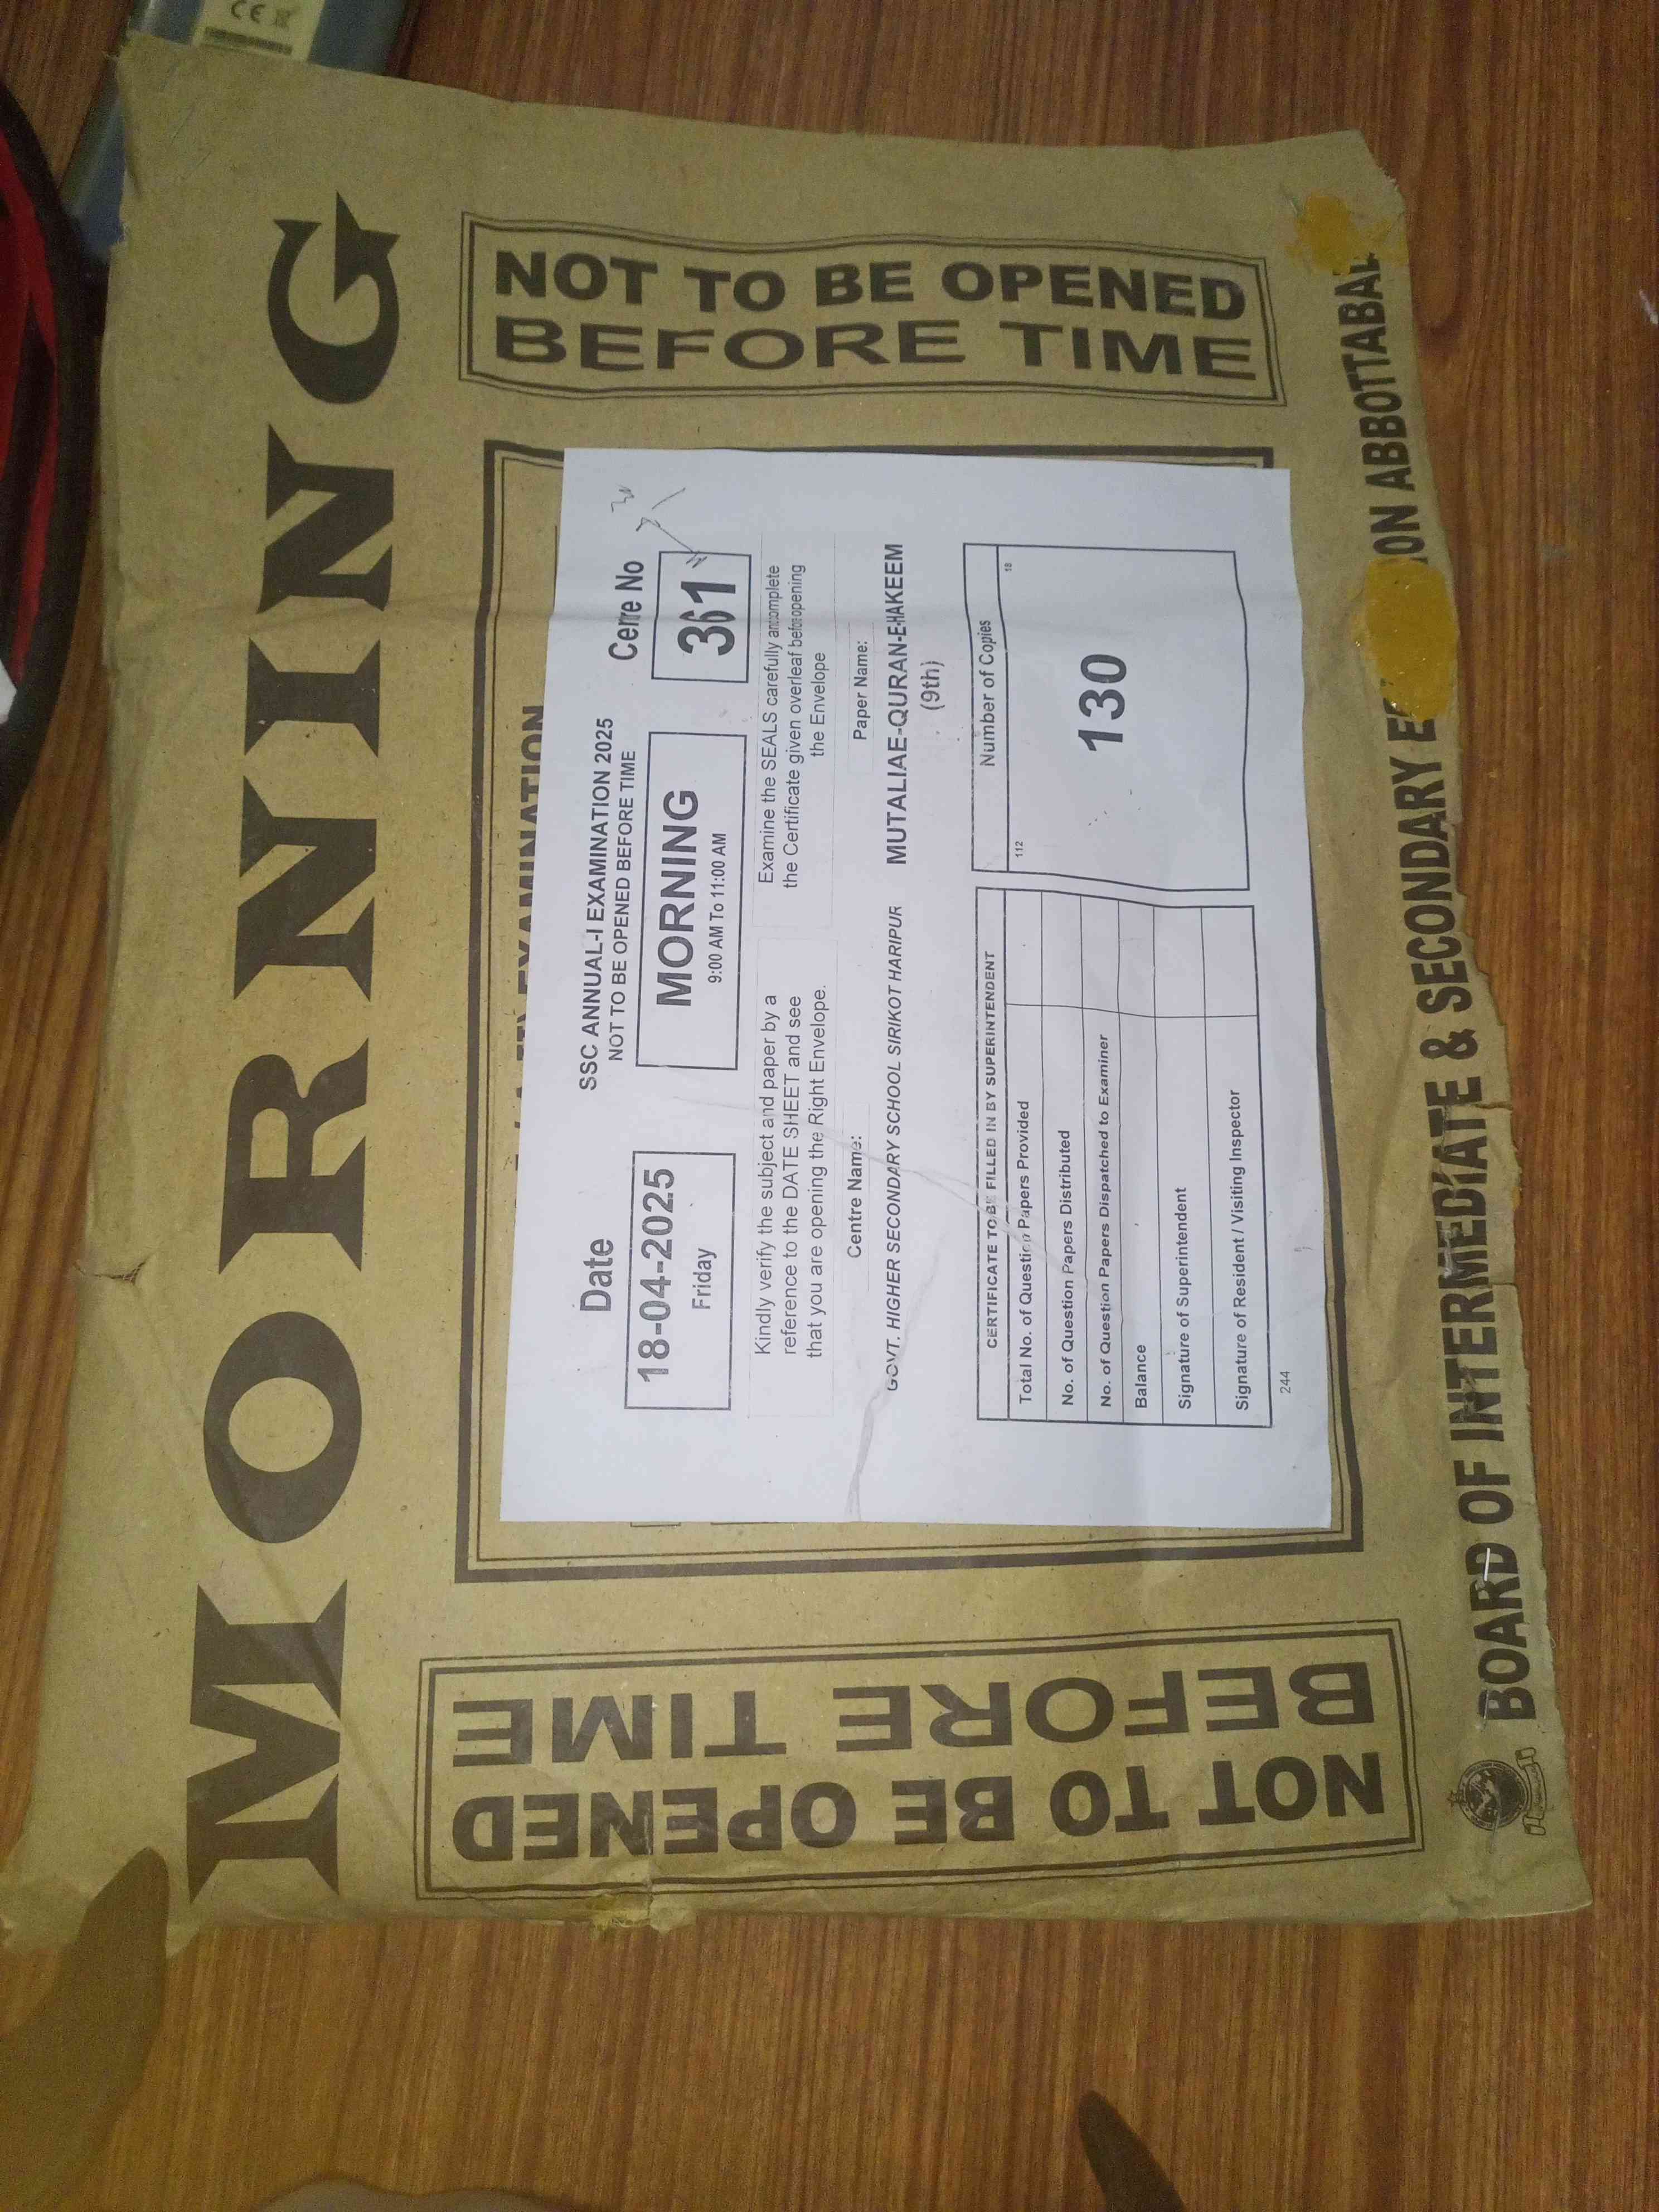 MORNING
NOT TO BE OPENED
BEFORE TIME
NOT TO BE OPENED
BEFORE TIME
EXAMINATION
SSC ANNUAL-I EXAMINATION 2025
NOT TO BE OPENED BEFORE TIME
Date
18-04-2025
Friday
MORNING
9:00 AM To 11:00 AM
Cenre No
361
Kindly verify the subject and paper by a
reference to the DATE SHEET and see
that you are opening the Right Envelope.
Examine the SEALS carefully and complete
the Certificate given overleaf before opening
the Envelope
Centre Name:
GOVT. HIGHER SECONDARY SCHOOL SIRIKOT HARIPUR
Paper Name:
MUTALIAE-QURAN-E-HAKEEM
(9th)
CERTIFICATE TO BE FILLED IN BY SUPERINTENDENT
Total No. of Question Papers Provided
No. of Question Papers Distributed
No. of Question Papers Dispatched to Examiner
Balance
Signature of Superintendent
Signature of Resident / Visiting Inspector
Number of Copies
112
18
130
244
BOARD OF INTERMEDIATE & SECONDARY E ON ABBOTTABA
CE